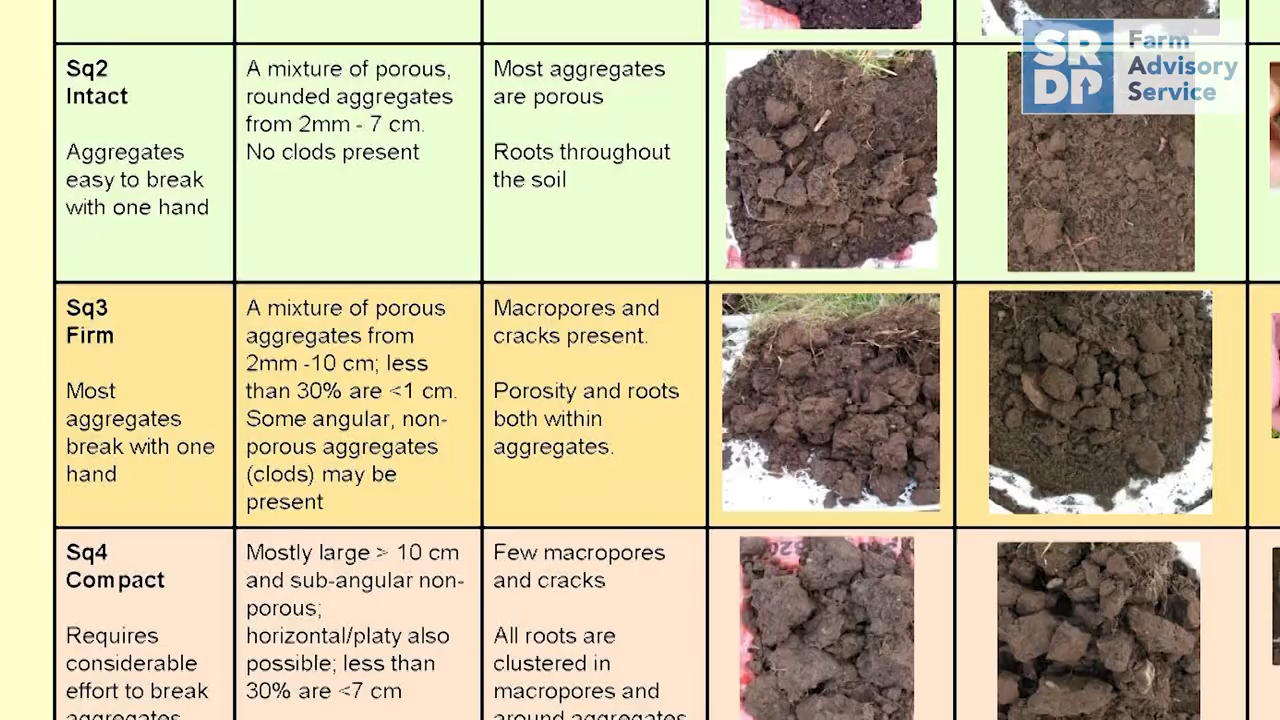 SR
DP
Farm
Advisory
Service
Sq2
Intact
Aggregates
easy to break
with one hand
A mixture of porous,
rounded aggregates
from 2mm - 7 cm.
No clods present
Most aggregates
are porous
Roots throughout
the soil
Sq3
Firm
Most
aggregates
break with one
hand
A mixture of porous
aggregates from
2mm -10 cm; less
than 30% are <1 cm.
Some angular, non-
porous aggregates
(clods) may be
present
Macropores and
cracks present.
Porosity and roots
both within
aggregates.
Sq4
Compact
Requires
considerable
effort to break
aggregates
Mostly large > 10 cm
and sub-angular non-
porous;
horizontal/platy also
possible; less than
30% are <7 cm
Few macropores
and cracks
All roots are
clustered in
macropores and
around aggregates